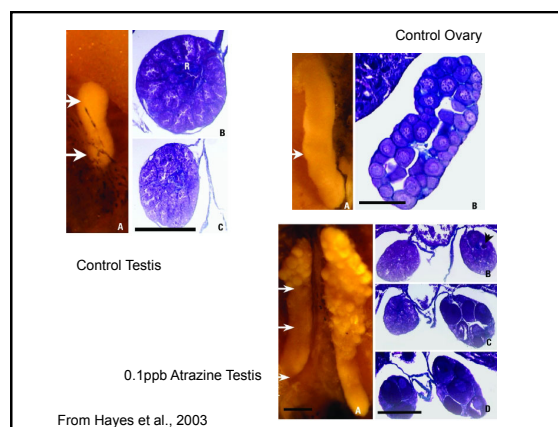 Control Ovary
R
B
A
C
A
B
Control Testis
B
C
0.1ppb Atrazine Testis
A
D
From Hayes et al., 2003